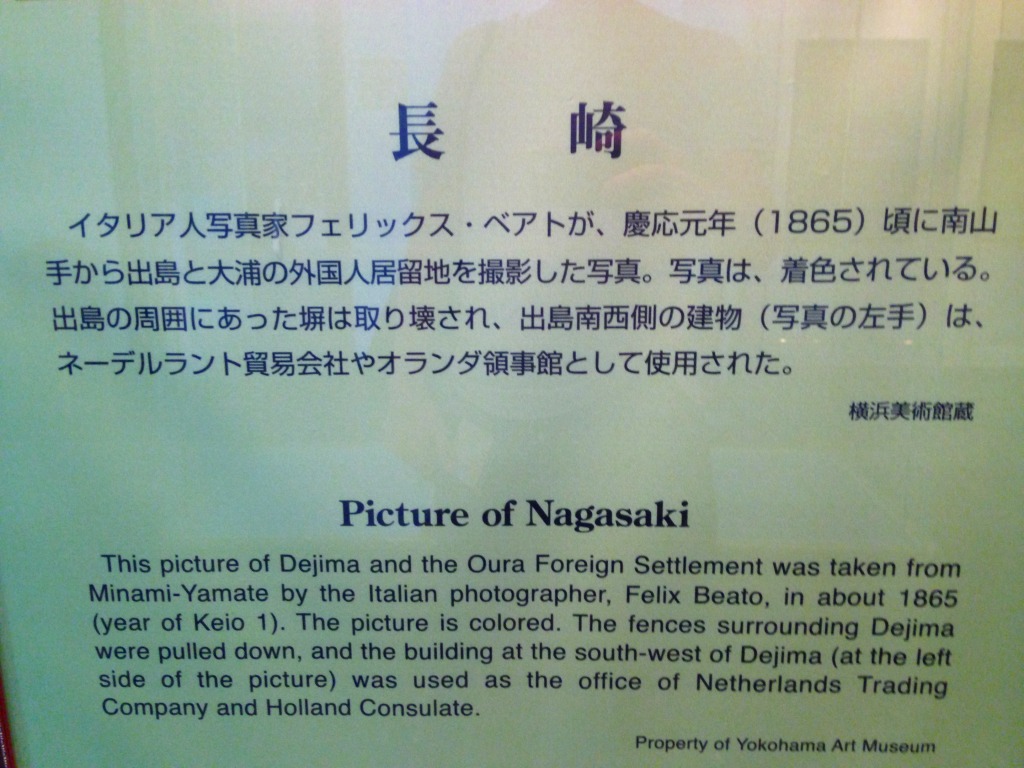 長 崎
イタリア人写真家フェリックス・ベアトが、慶応元年（1865）頃に南山
手から出島と大浦の外国人居留地を撮影した写真。写真は、着色されている。
出島の周囲にあった塀は取り壊され、出島南西側の建物（写真の左手）は、
ネーデルラント貿易会社やオランダ領事館として使用された。
横浜美術館蔵
Picture of Nagasaki
This picture of Dejima and the Oura Foreign Settlement was taken from
Minami-Yamate by the Italian photographer, Felix Beato, in about 1865
(year of Keio 1). The picture is colored. The fences surrounding Dejima
were pulled down, and the building at the south-west of Dejima (at the left
side of the picture) was used as the office of Netherlands Trading
Company and Holland Consulate.
Property of Yokohama Art Museum